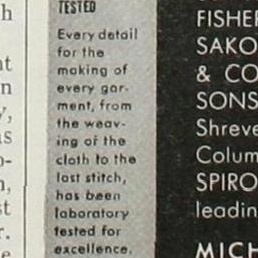 TESTED
Every detail
for the
making of
every gar-
ment, from
the weav-
ing of the
cloth to the
last stitch,
has been
laboratory
tested for
excellence.
FISHER
SAKO
& CO
SONS
Shreve
Colum
SPIRO
leadin
MICH